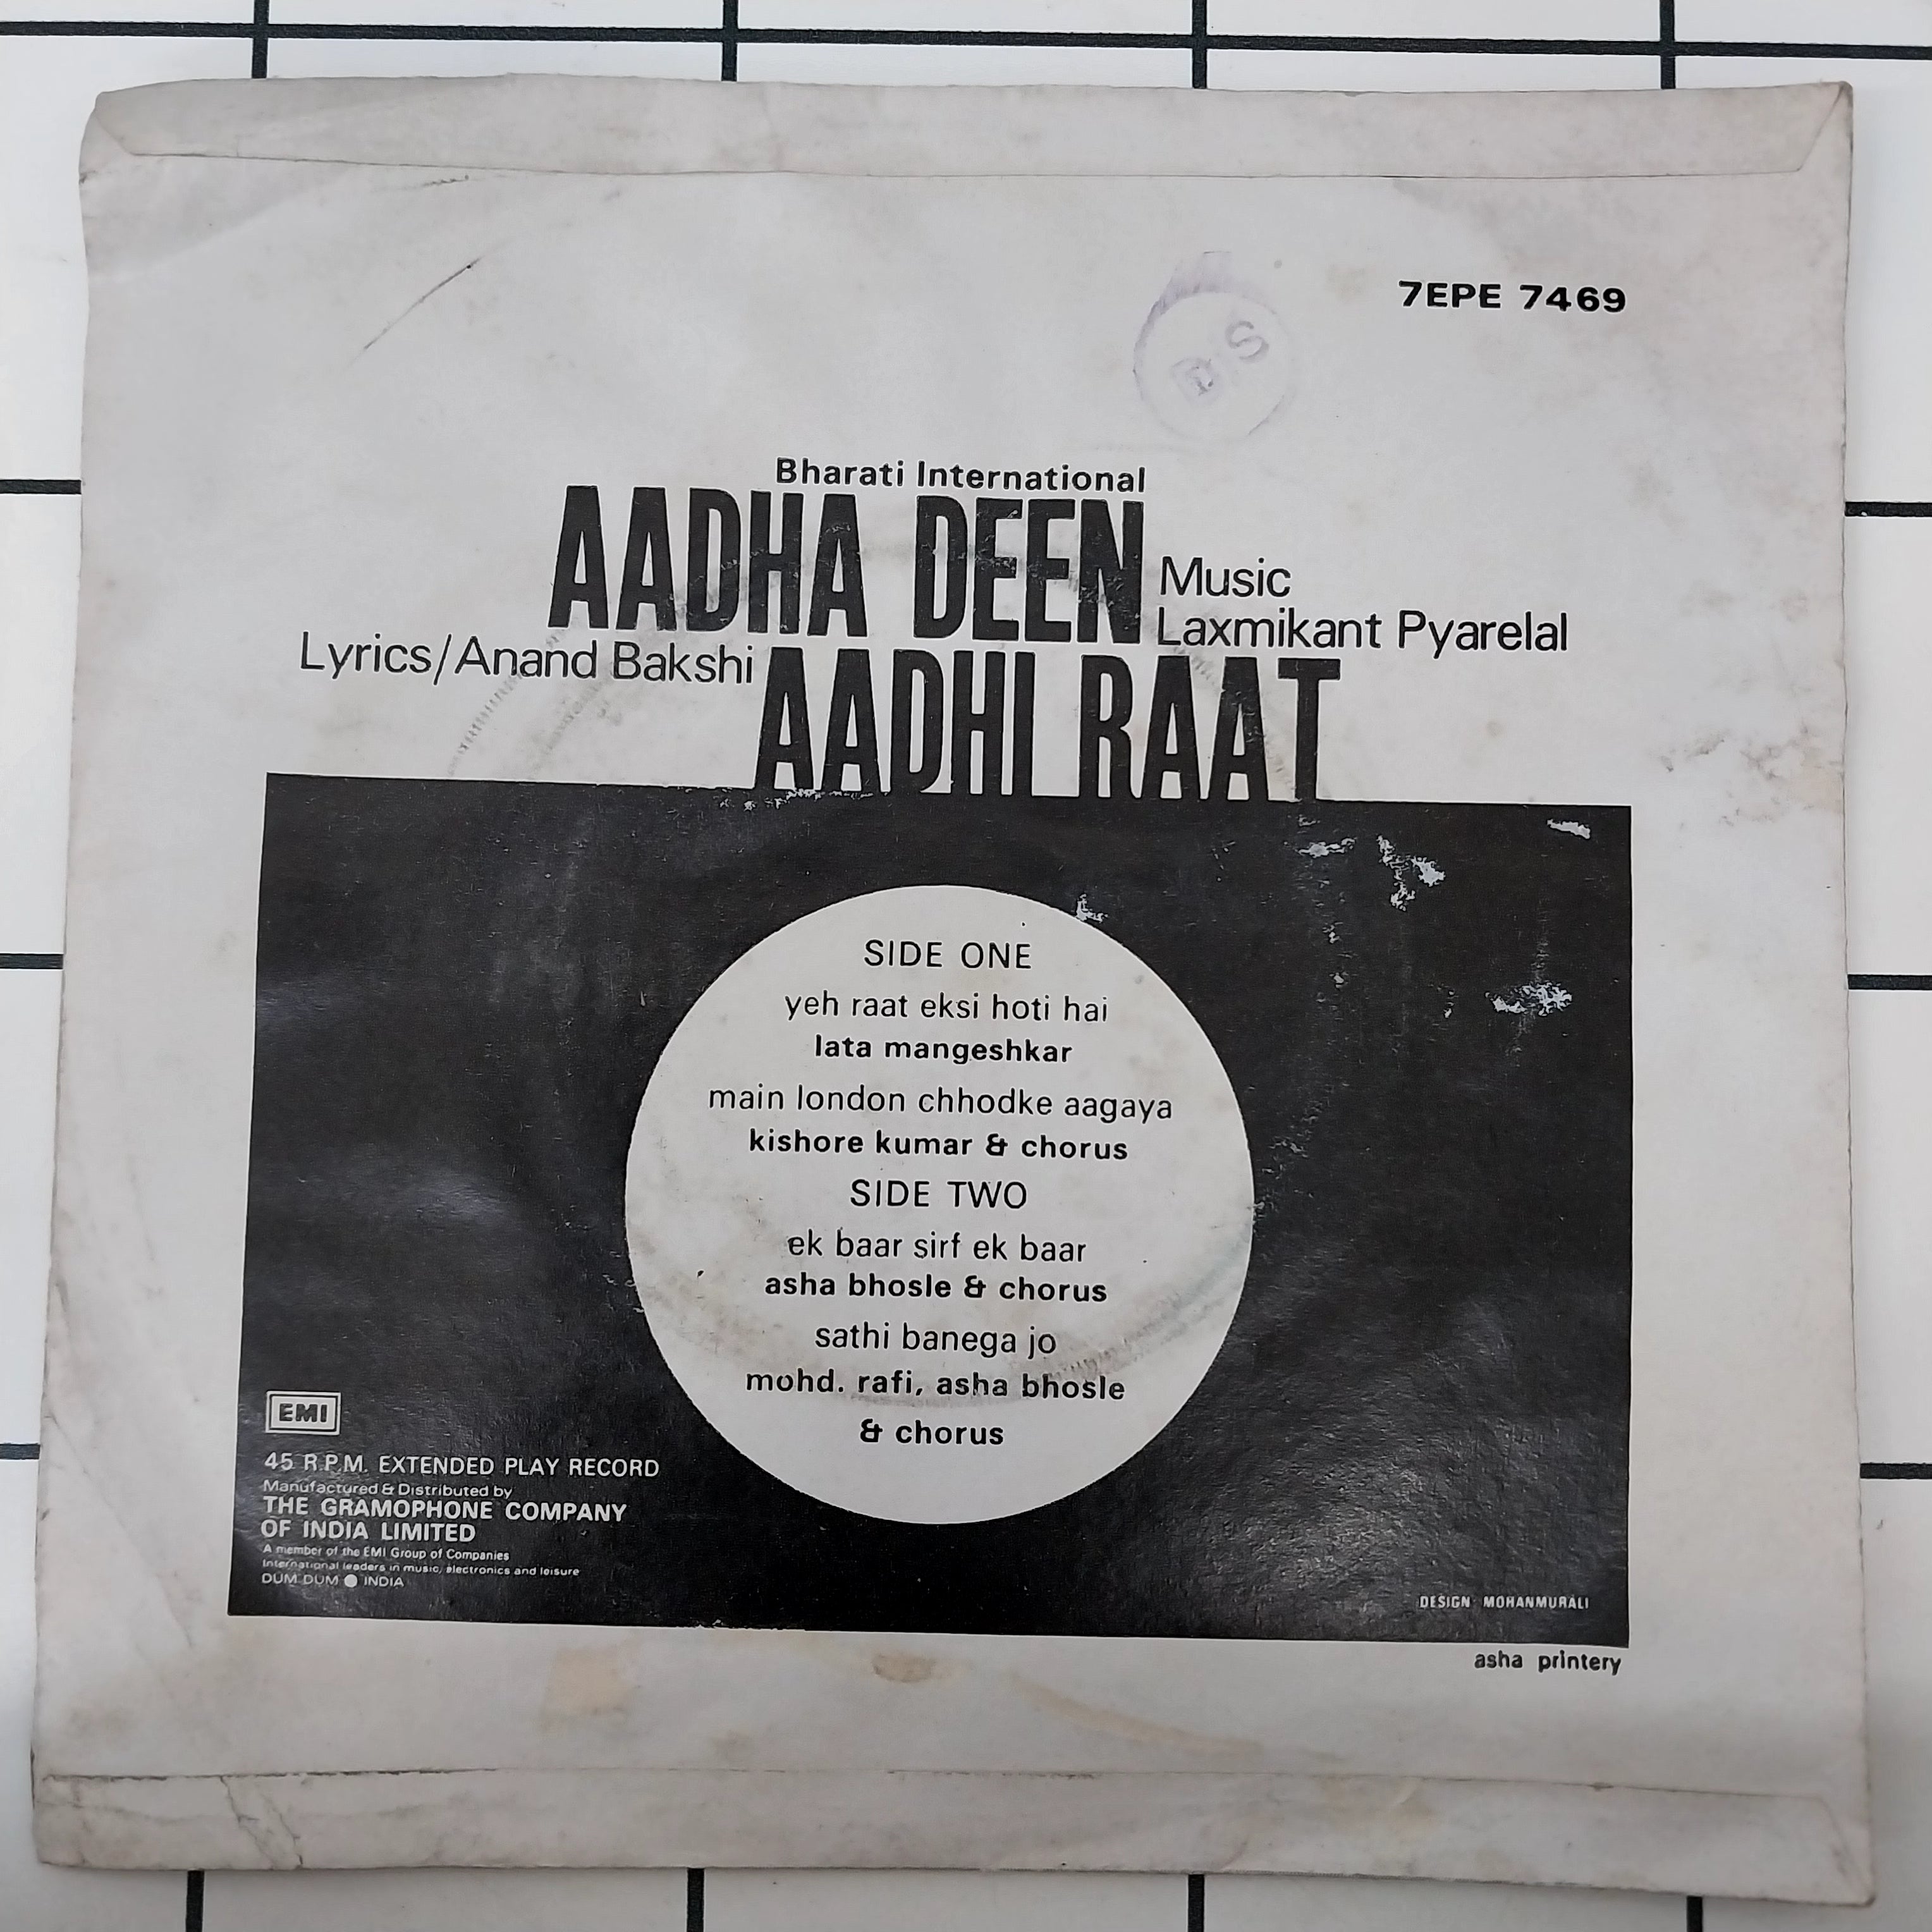 7EPE 7469
D.S
Bharati International
AADHA DEEN
Music
Laxmikant Pyarelal
Lyrics/Anand Bakshi
AADHI RAAT
SIDE ONE
yeh raat eksi hoti hai
lata mangeshkar
main london chhodke aagaya
kishore kumar & chorus
SIDE TWO
ek baar sirf ek baar
asha bhosle & chorus
sathi banega jo
mohd. rafi, asha bhosle
& chorus
EMI
45 R.P.M. EXTENDED PLAY RECORD
Manufactured & Distributed by
THE GRAMOPHONE COMPANY
OF INDIA LIMITED
A member of the EMI Group of Companies
International leaders in music, electronics and leisure
DUM DUM ● INDIA
DESIGN MOHANMURALI
asha printery